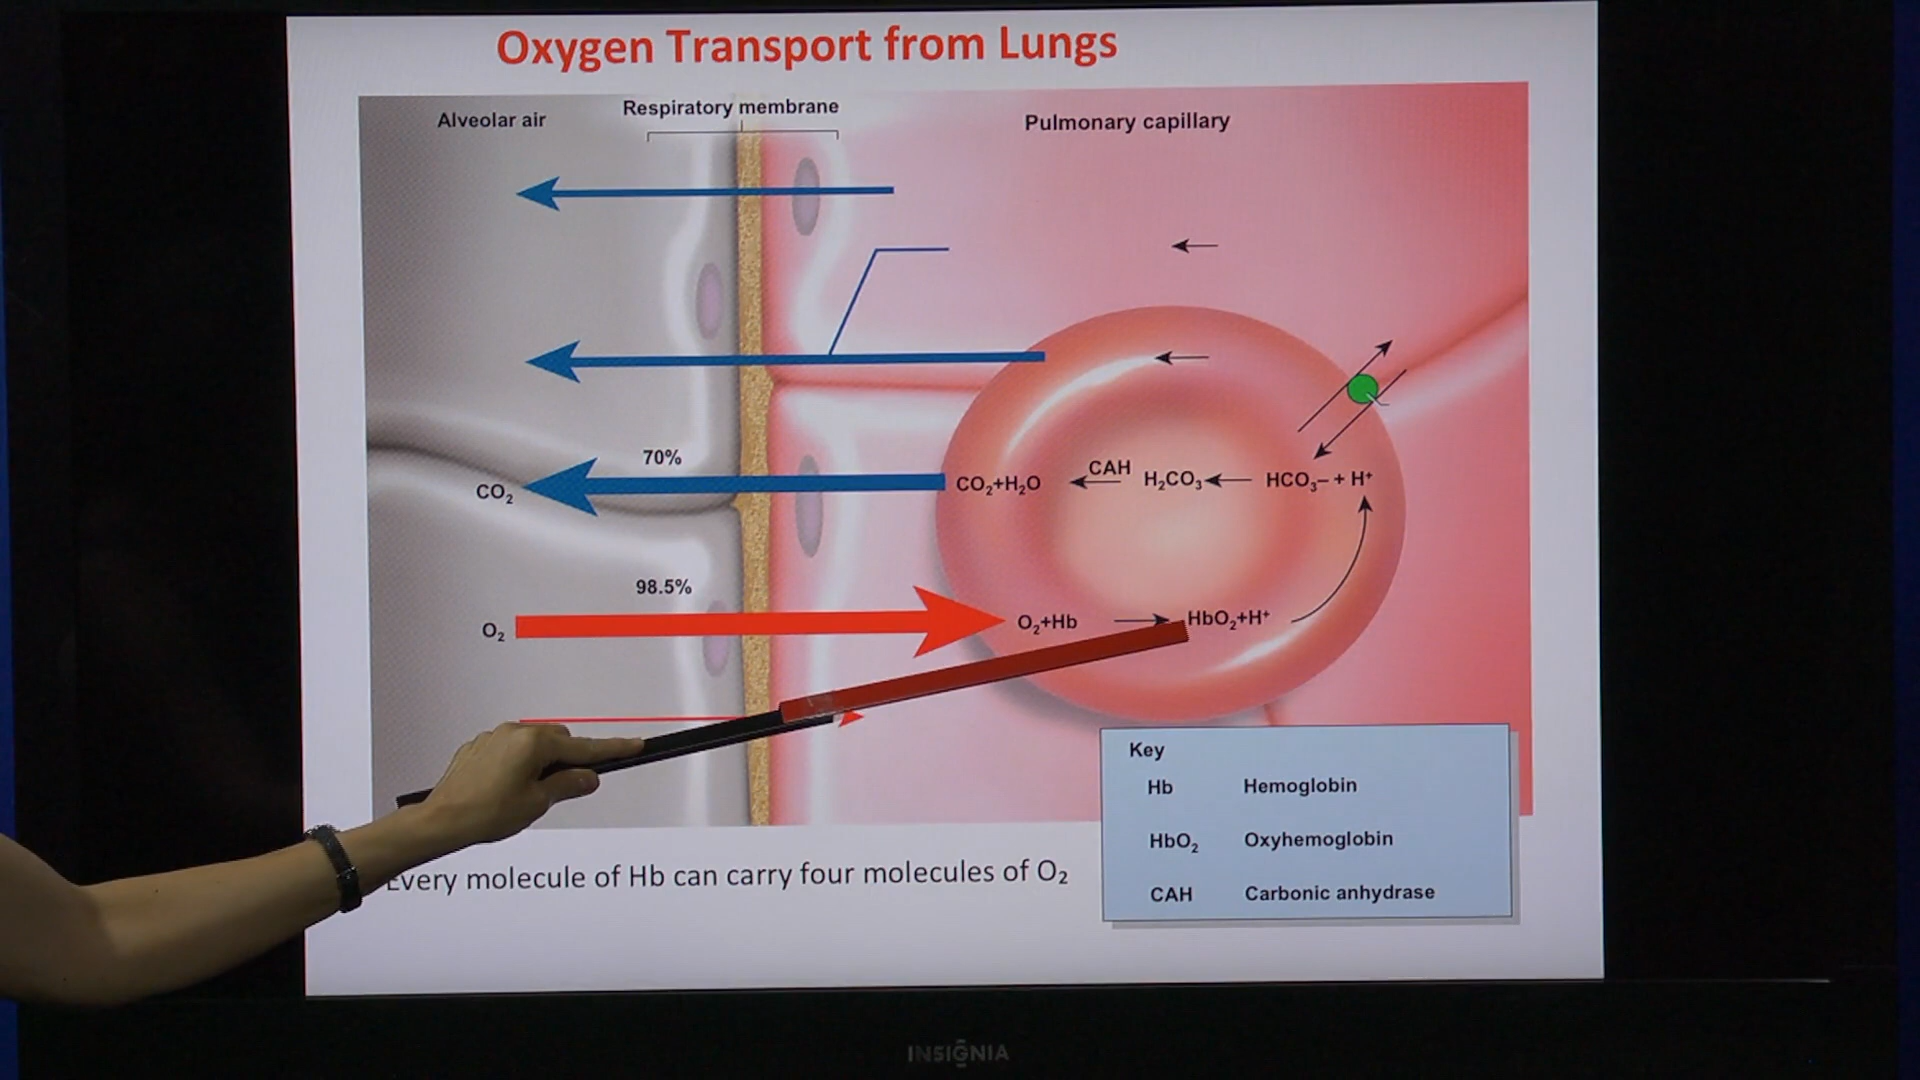 Oxygen Transport from Lungs
Alveolar air
Respiratory membrane
Pulmonary capillary
70%
CO₂
CO₂+H₂O
CAH
H₂CO₃
HCO₃– + H⁺
98.5%
O₂
O₂+Hb
HbO₂+H⁺
Key
Hb Hemoglobin
HbO₂ Oxyhemoglobin
CAH Carbonic anhydrase
Every molecule of Hb can carry four molecules of O₂
INSIGNIA